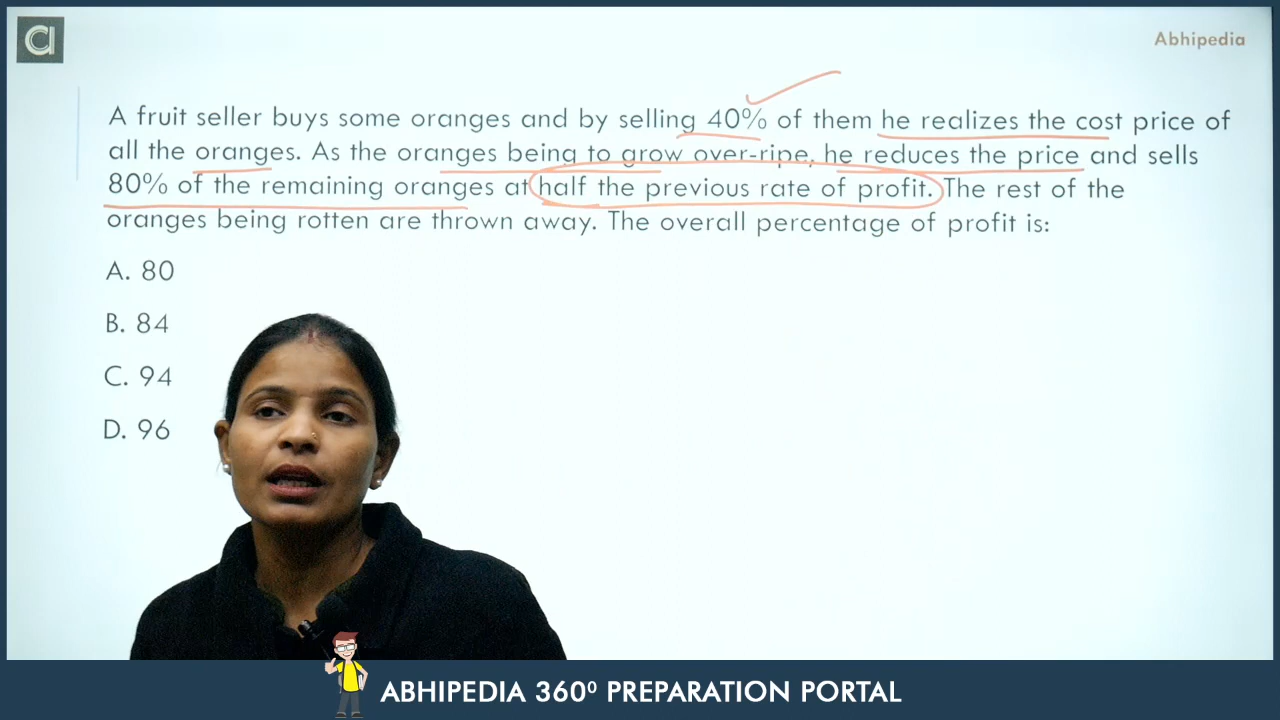 Abhipedia
A fruit seller buys some oranges and by selling 40% of them he realizes the cost price of
all the oranges. As the oranges being to grow over-ripe, he reduces the price and sells
80% of the remaining oranges at half the previous rate of profit. The rest of the
oranges being rotten are thrown away. The overall percentage of profit is:
A. 80
B. 84
C. 94
D. 96
ABHIPEDIA 360⁰ PREPARATION PORTAL